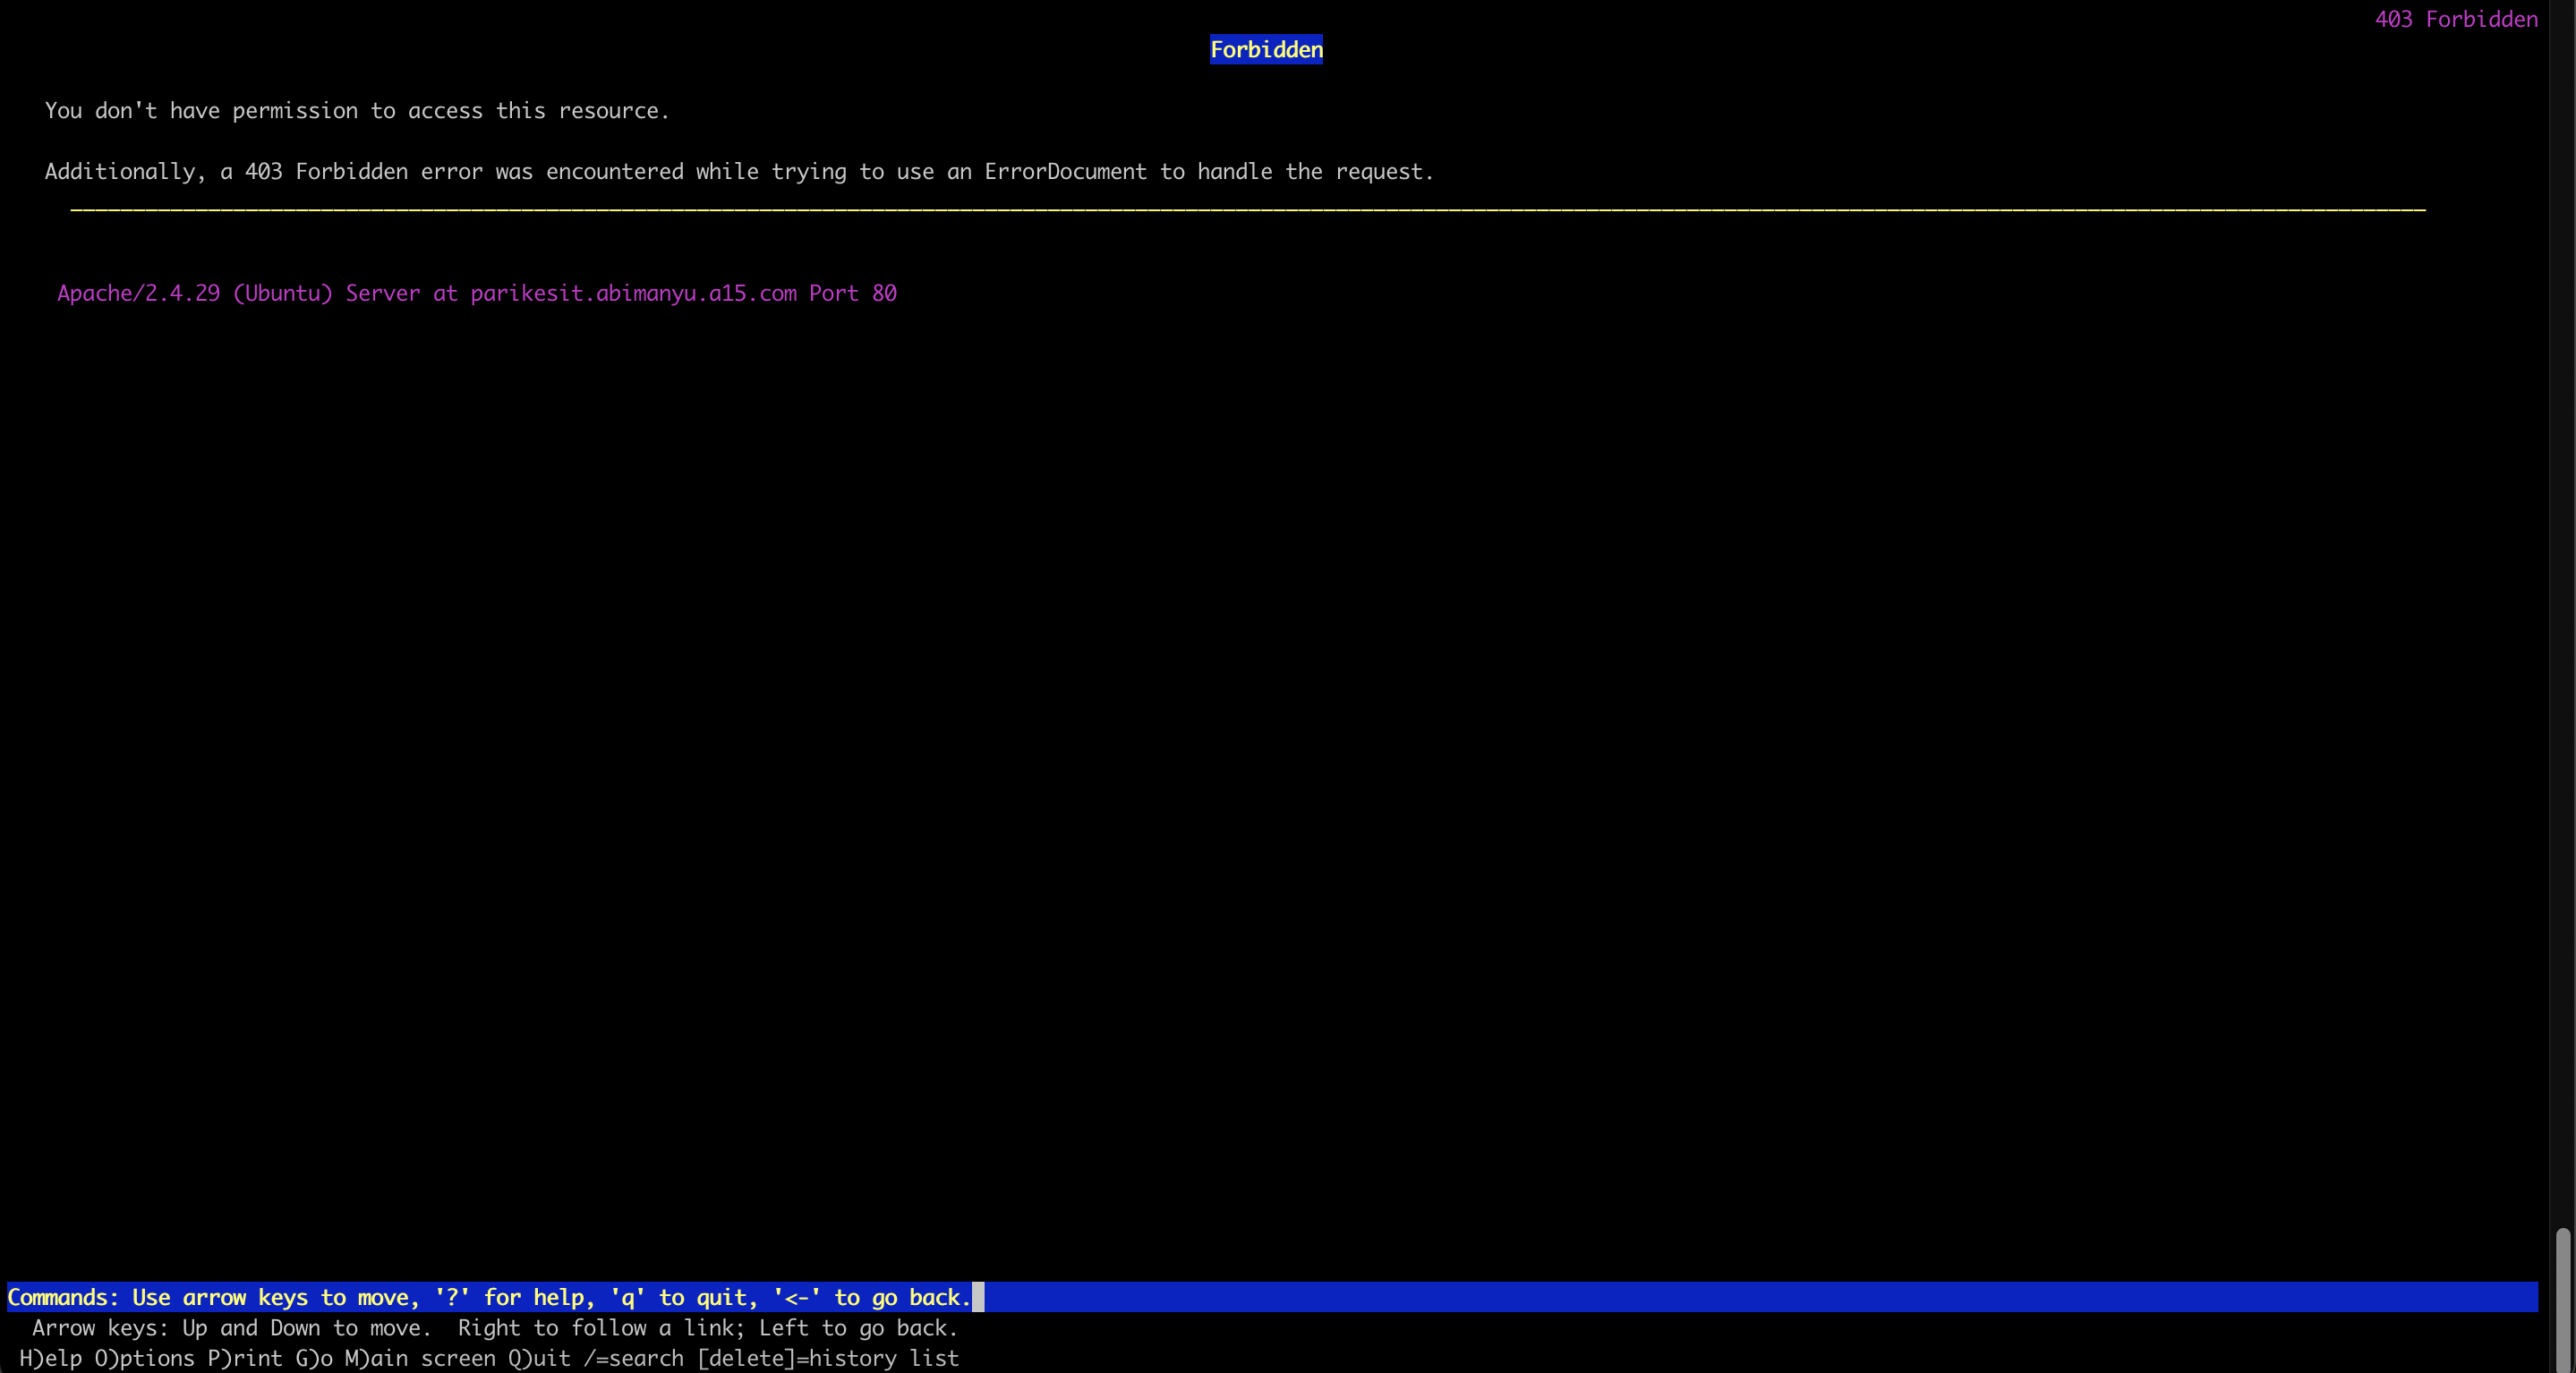 403 Forbidden
Forbidden
You don't have permission to access this resource.
Additionally, a 403 Forbidden error was encountered while trying to use an ErrorDocument to handle the request.
Apache/2.4.29 (Ubuntu) Server at parikesit.abimanyu.a15.com Port 80
Commands: Use arrow keys to move, '?' for help, 'q' to quit, '<-' to go back.
Arrow keys: Up and Down to move.  Right to follow a link; Left to go back.
H)elp O)ptions P)rint G)o M)ain screen Q)uit /=search [delete]=history list